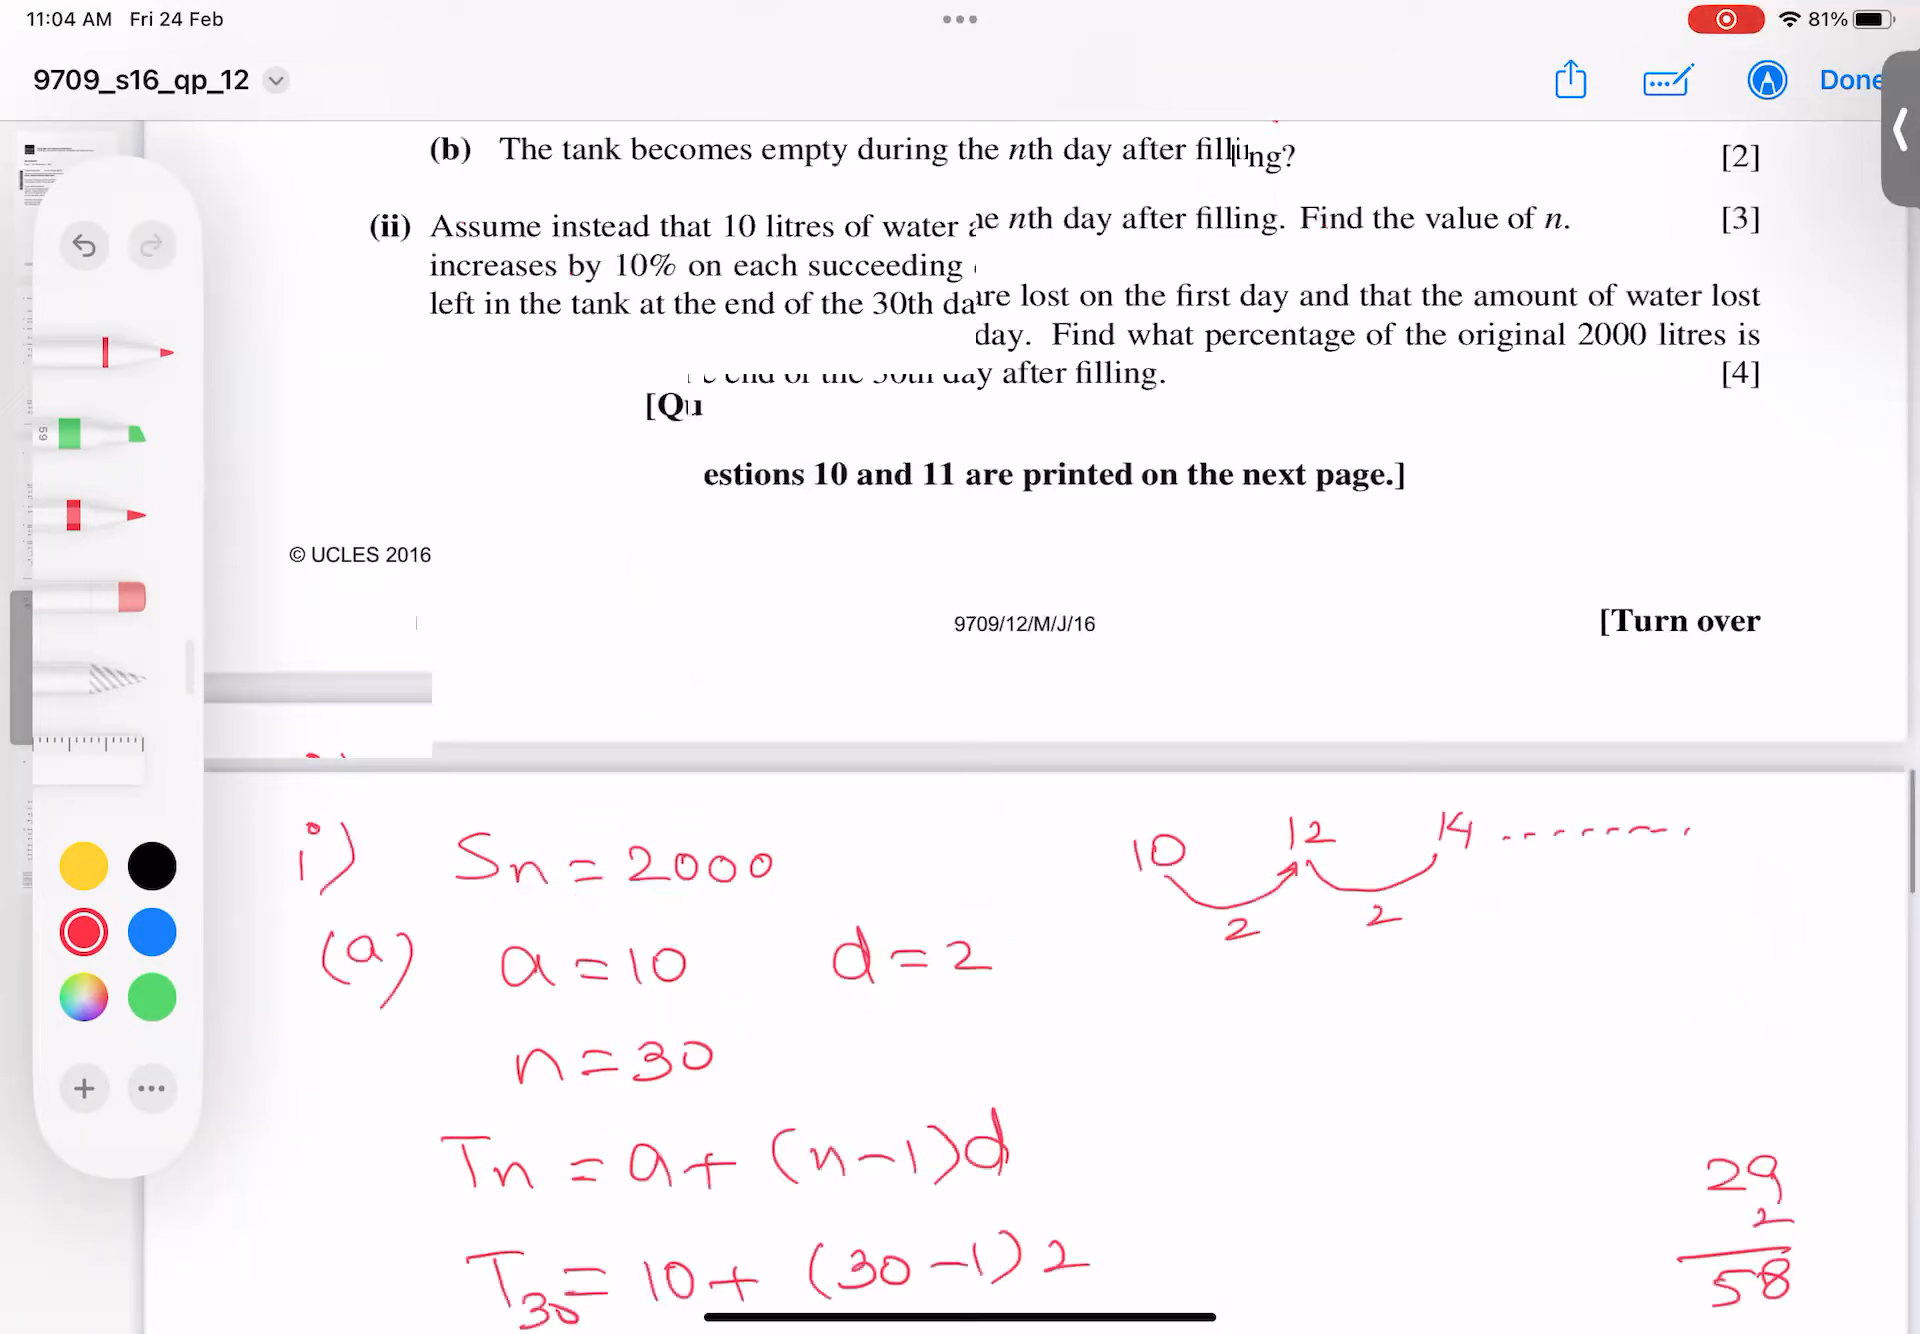 11:04 AM Fri 24 Feb
81%
9709_s16_qp_12
Done
(b) The tank becomes empty during the nth day after filling?
[2]
(ii) Assume instead that 10 litres of water
nth day after filling. Find the value of n.
[3]
increases by 10% on each succeeding
are lost on the first day and that the amount of water lost
left in the tank at the end of the 30th da
day. Find what percentage of the original 2000 litres is
after filling.
[4]
[Qu
estions 10 and 11 are printed on the next page.]
© UCLES 2016
9709/12/M/J/16
[Turn over
59
i) Sn = 2000
10 12 14 - - - - - - -
2 2
(a) a = 10 d = 2
n = 30
Tn = a + (n-1)d
T30 = 10 + (30-1)2
29
2
58